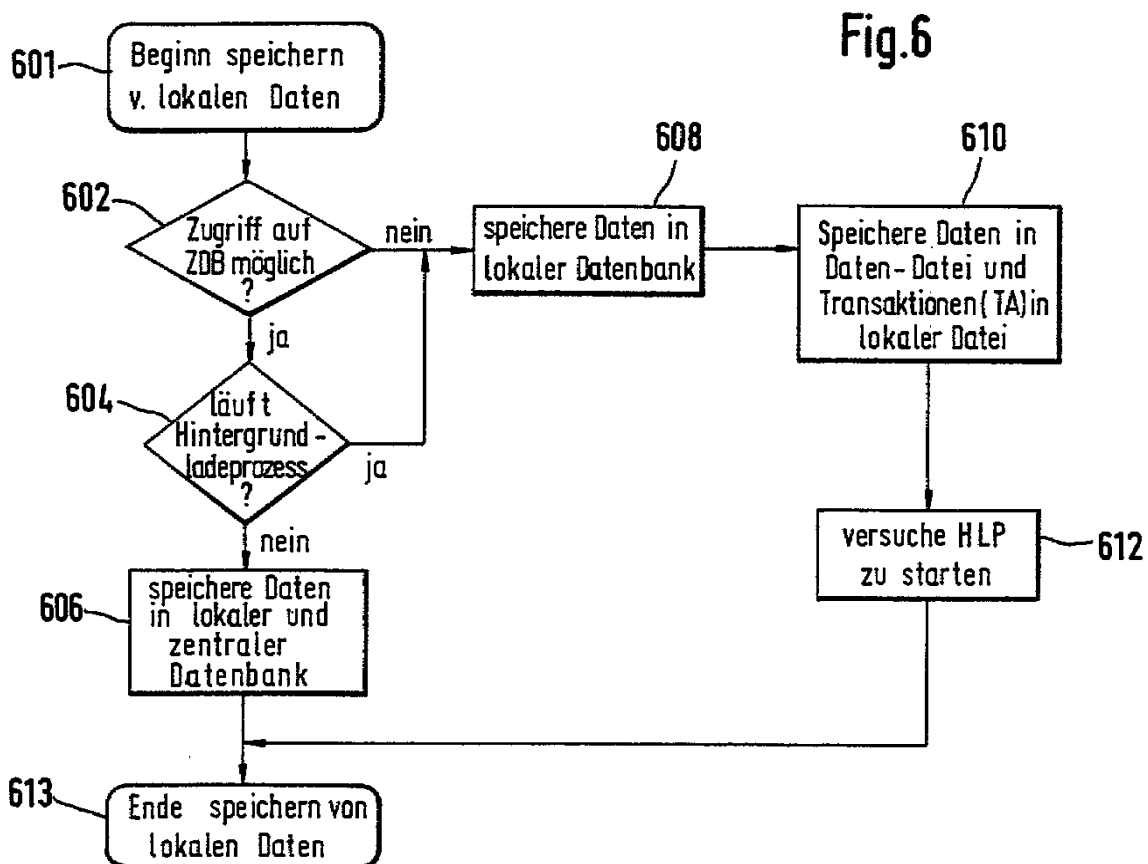 Fig.6
601
Beginn speichern
v. lokalen Daten
602
Zugriff auf
ZDB möglich
?
nein
ja
604
läuft
Hintergrund-
ladeprozess
?
ja
nein
606
speichere Daten
in lokaler und
zentraler
Datenbank
608
speichere Daten in
lokaler Datenbank
610
Speichere Daten in
Daten-Datei und
Transaktionen(TA)in
lokaler Datei
versuche HLP
zu starten
612
613
Ende speichern von
lokalen Daten